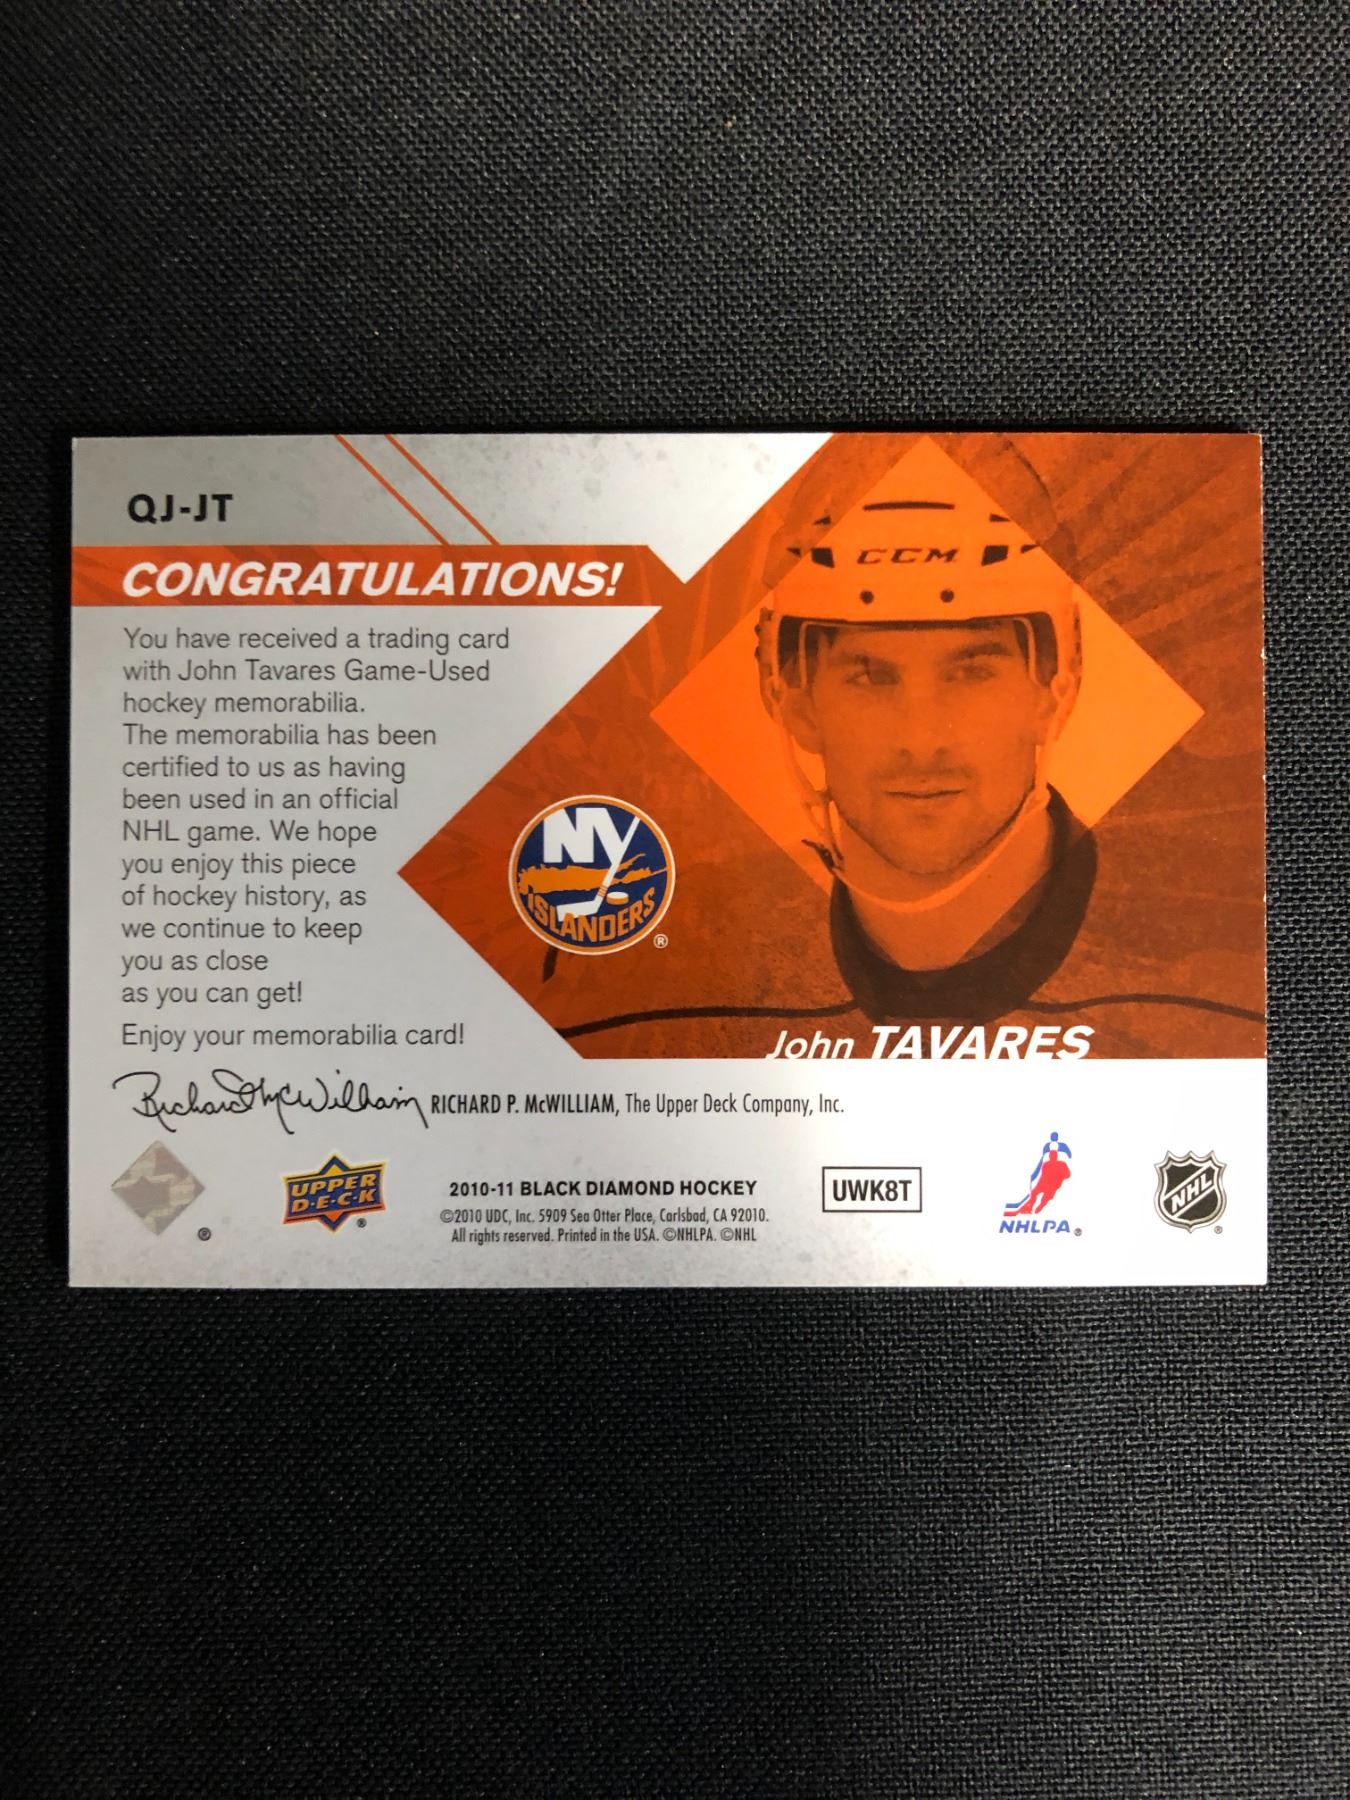 QJ-JT
CONGRATULATIONS!
You have received a trading card
with John Tavares Game-Used
hockey memorabilia.
The memorabilia has been
certified to us as having
been used in an official
NHL game. We hope
you enjoy this piece
of hockey history, as
we continue to keep
you as close
as you can get!
Enjoy your memorabilia card!
CCM
NY
ISLANDERS
®
John TAVARES
Richard McWilliam RICHARD P. McWILLIAM, The Upper Deck Company, Inc.
®
UPPER
D·E·C·K
®
2010-11 BLACK DIAMOND HOCKEY
©2010 UDC, Inc. 5909 Sea Otter Place, Carlsbad, CA 92010.
All rights reserved. Printed in the USA. ©NHLPA. ©NHL
UWK8T
NHLPA®
NHL
®